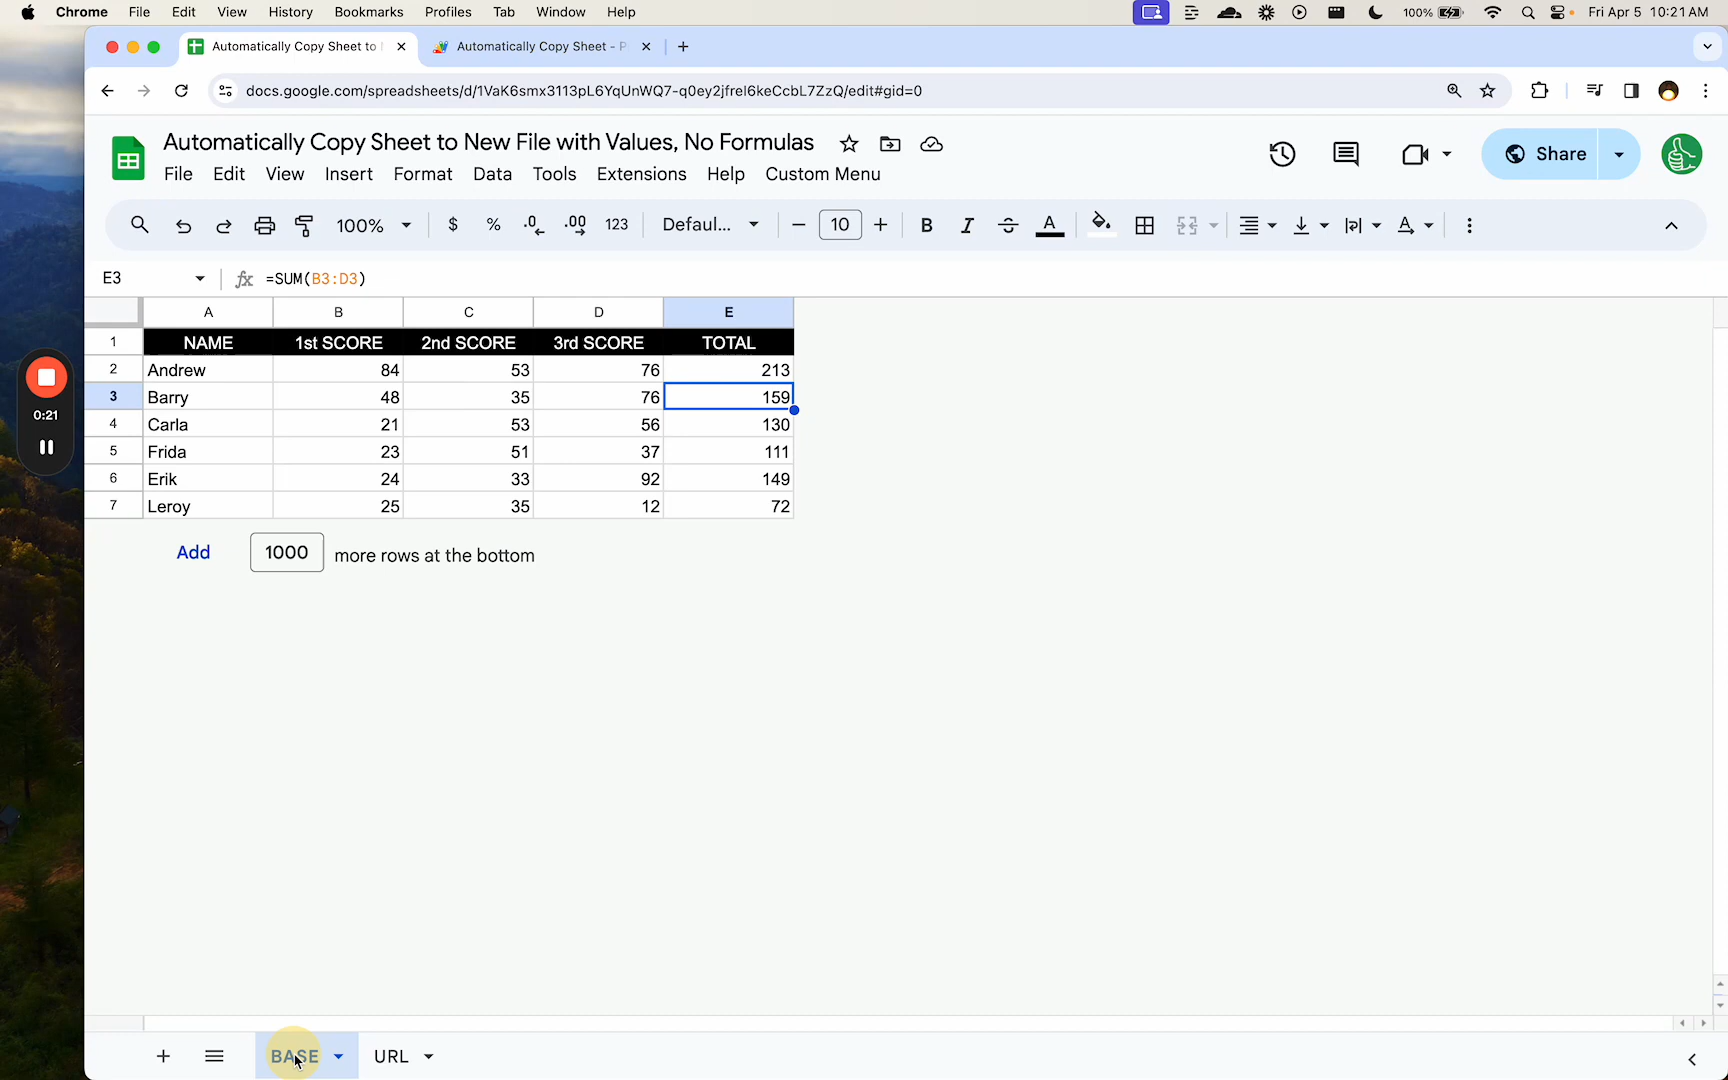 Chrome File Edit View History Bookmarks Profiles Tab Window Help 100% Fri Apr 5 10:21 AM
Automatically Copy Sheet to Automatically Copy Sheet - P
docs.google.com/spreadsheets/d/1VaK6smx3113pL6YqUnWQ7-q0ey2jfrel6keCcbL7ZzQ/edit#gid=0
Automatically Copy Sheet to New File with Values, No Formulas
Share
File Edit View Insert Format Data Tools Extensions Help Custom Menu
100% $ % .0 .00 123 Defaul... 10 B I A
E3 fx =SUM(B3:D3)
A B C D E
1 NAME 1st SCORE 2nd SCORE 3rd SCORE TOTAL
2 Andrew 84 53 76 213
3 Barry 48 35 76 159
0:21
4 Carla 21 53 56 130
5 Frida 23 51 37 111
6 Erik 24 33 92 149
7 Leroy 25 35 12 72
Add 1000 more rows at the bottom
BASE URL